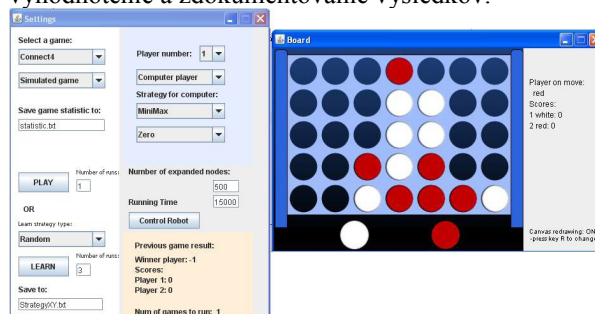 vyhodnotenie a zdokumentovanie výsledkov.
Settings
Select a game:
Connect4
Simulated game
Save game statistic to:
statistic.txt
Number of runs:
PLAY
1
OR
Learn strategy type:
Random
Number of runs:
LEARN
3
Save to:
StrategyXY.txt
Player number:
1
Computer player
Strategy for computer:
MiniMax
Zero
Number of expanded nodes:
500
Running Time
15000
Control Robot
Previous game result:
Winner player: -1
Scores:
Player 1: 0
Player 2: 0
Num of games to run: 1
Board
Player on move:
red
Scores:
1 white: 0
2 red: 0
Canvas redrawing: ON
-press key R to change